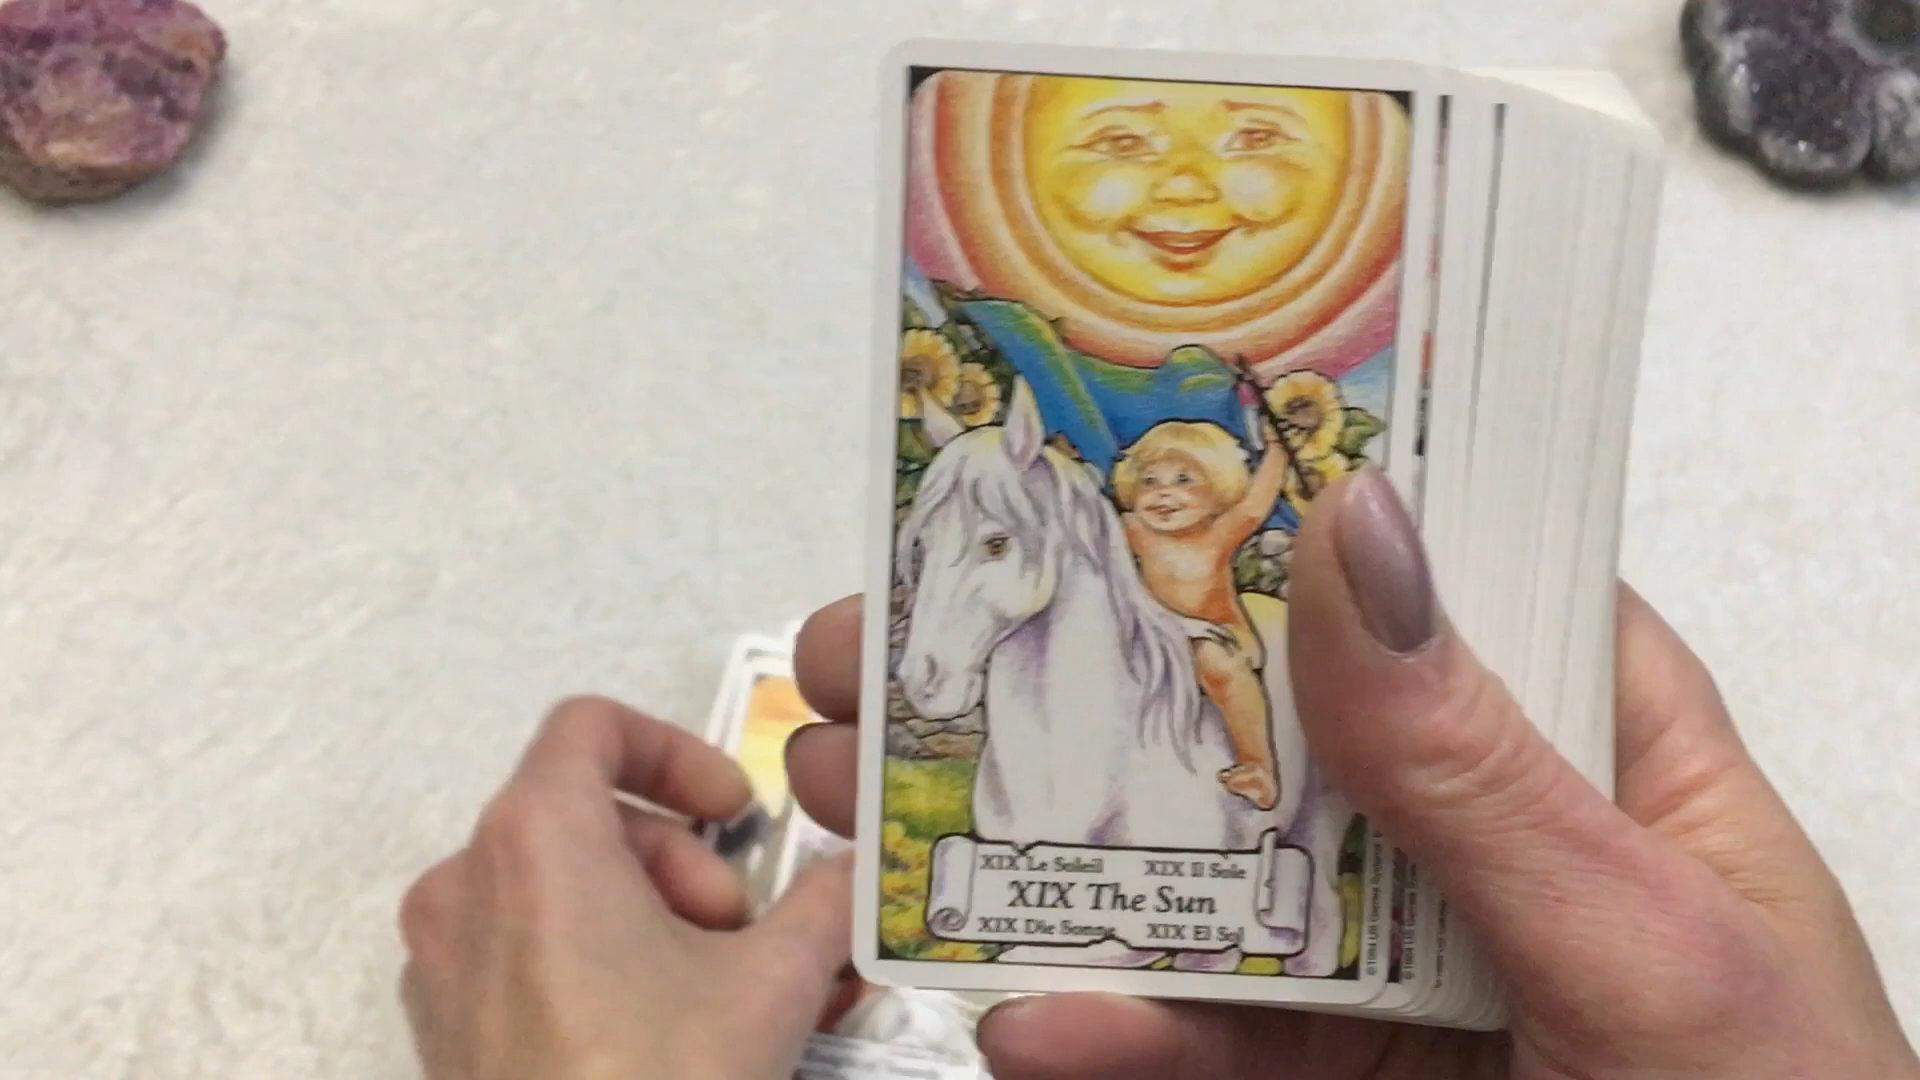 XIX Le Soleil XIX Il Sole
XIX The Sun
XIX Die Sonne XIX El Sol